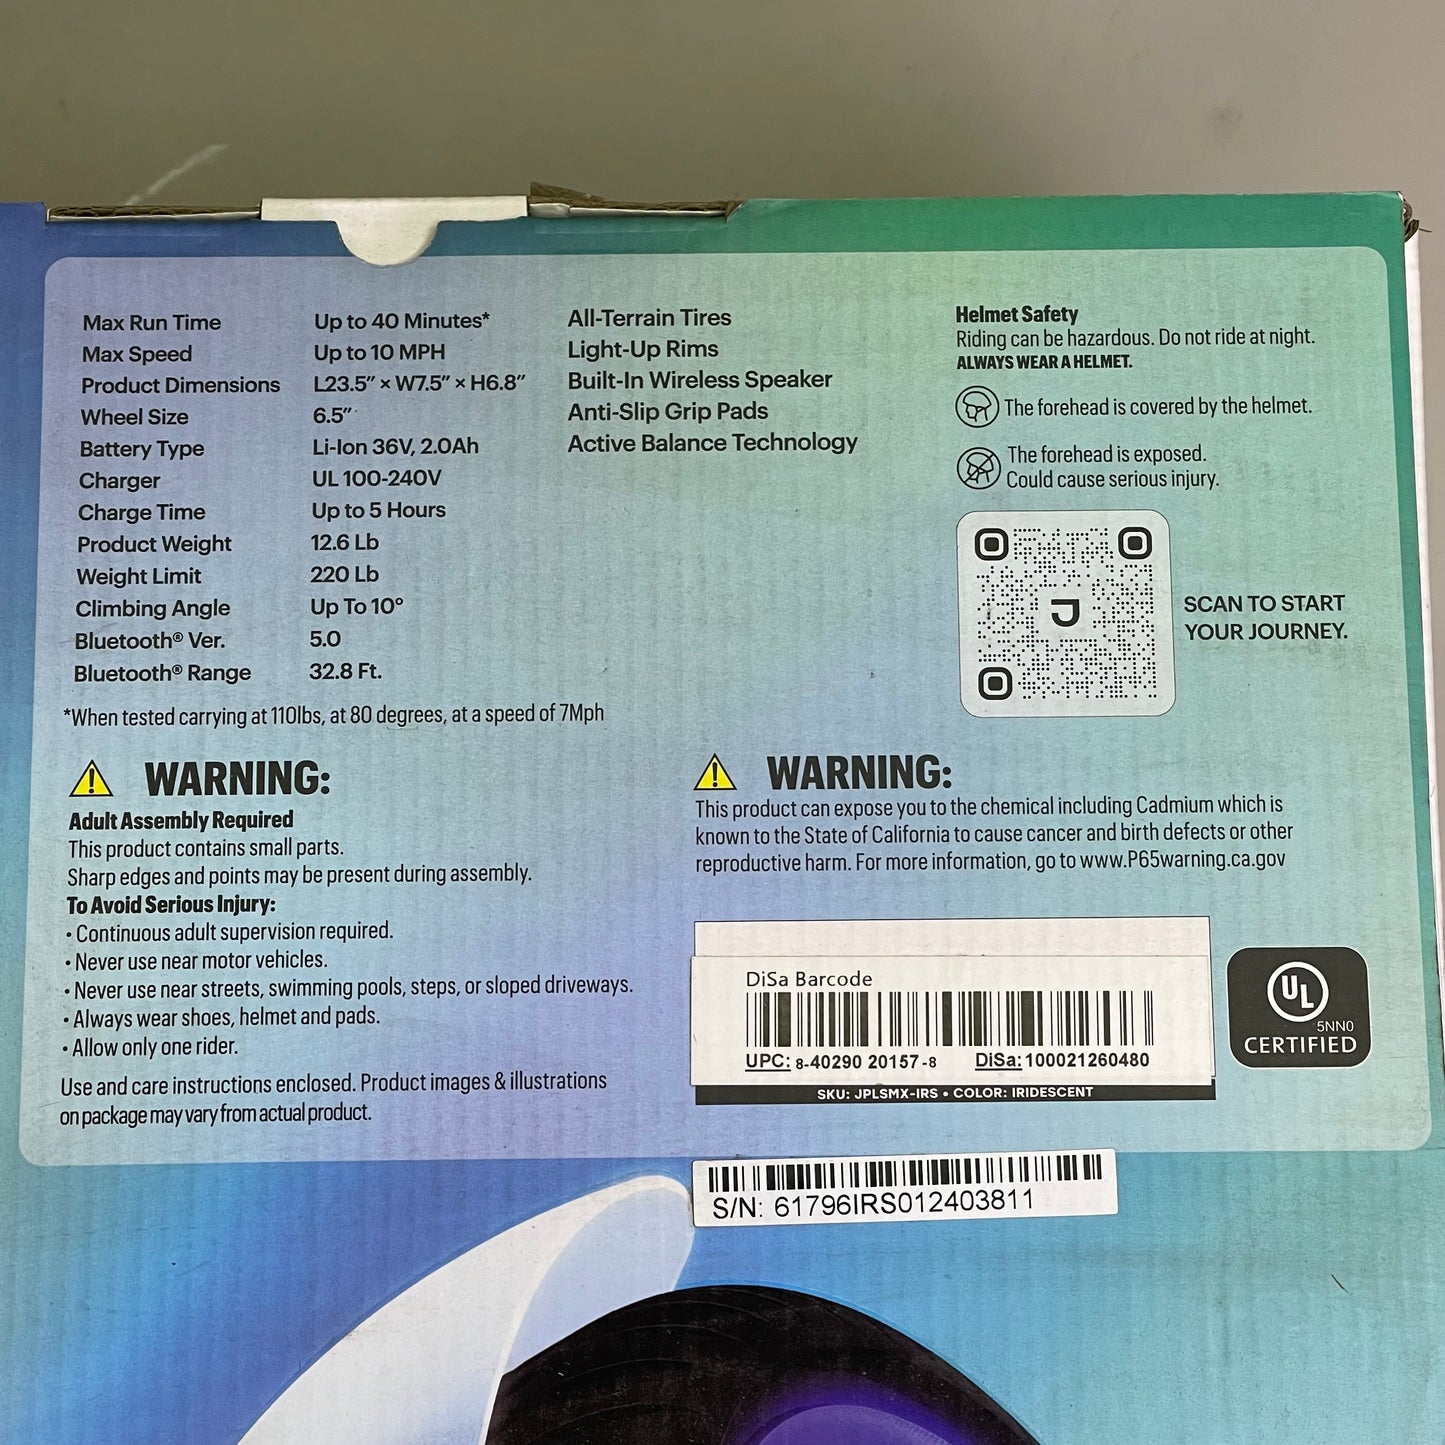 Max Run Time Up to 40 Minutes*
Max Speed Up to 10 MPH
Product Dimensions L23.5” × W7.5” × H6.8”
Wheel Size 6.5”
Battery Type Li-Ion 36V, 2.0Ah
Charger UL 100-240V
Charge Time Up to 5 Hours
Product Weight 12.6 Lb
Weight Limit 220 Lb
Climbing Angle Up To 10°
Bluetooth® Ver. 5.0
Bluetooth® Range 32.8 Ft.
*When tested carrying at 110lbs, at 80 degrees, at a speed of 7Mph
All-Terrain Tires
Light-Up Rims
Built-In Wireless Speaker
Anti-Slip Grip Pads
Active Balance Technology
Helmet Safety
Riding can be hazardous. Do not ride at night.
ALWAYS WEAR A HELMET.
The forehead is covered by the helmet.
The forehead is exposed.
Could cause serious injury.
SCAN TO START
YOUR JOURNEY.
WARNING:
Adult Assembly Required
This product contains small parts.
Sharp edges and points may be present during assembly.
To Avoid Serious Injury:
• Continuous adult supervision required.
• Never use near motor vehicles.
• Never use near streets, swimming pools, steps, or sloped driveways.
• Always wear shoes, helmet and pads.
• Allow only one rider.
Use and care instructions enclosed. Product images & illustrations
on package may vary from actual product.
WARNING:
This product can expose you to the chemical including Cadmium which is
known to the State of California to cause cancer and birth defects or other
reproductive harm. For more information, go to www.P65warning.ca.gov
DiSa Barcode
UPC: 8-40290 20157-8 DiSa: 100021260480
SKU: JPLSMX-IRS • COLOR: IRIDESCENT
UL
5NN0
CERTIFIED
S/N: 61796IRS012403811